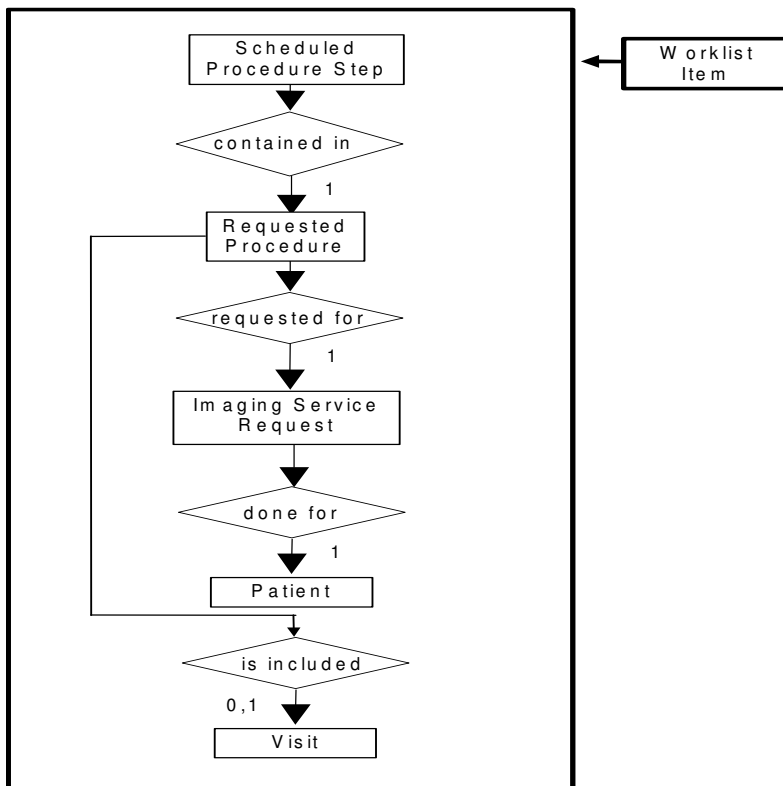 Scheduled
Procedure Step
Worklist
Item
contained in
1
Requested
Procedure
requested for
1
Imaging Service
Request
done for
1
Patient
is included
0,1
Visit